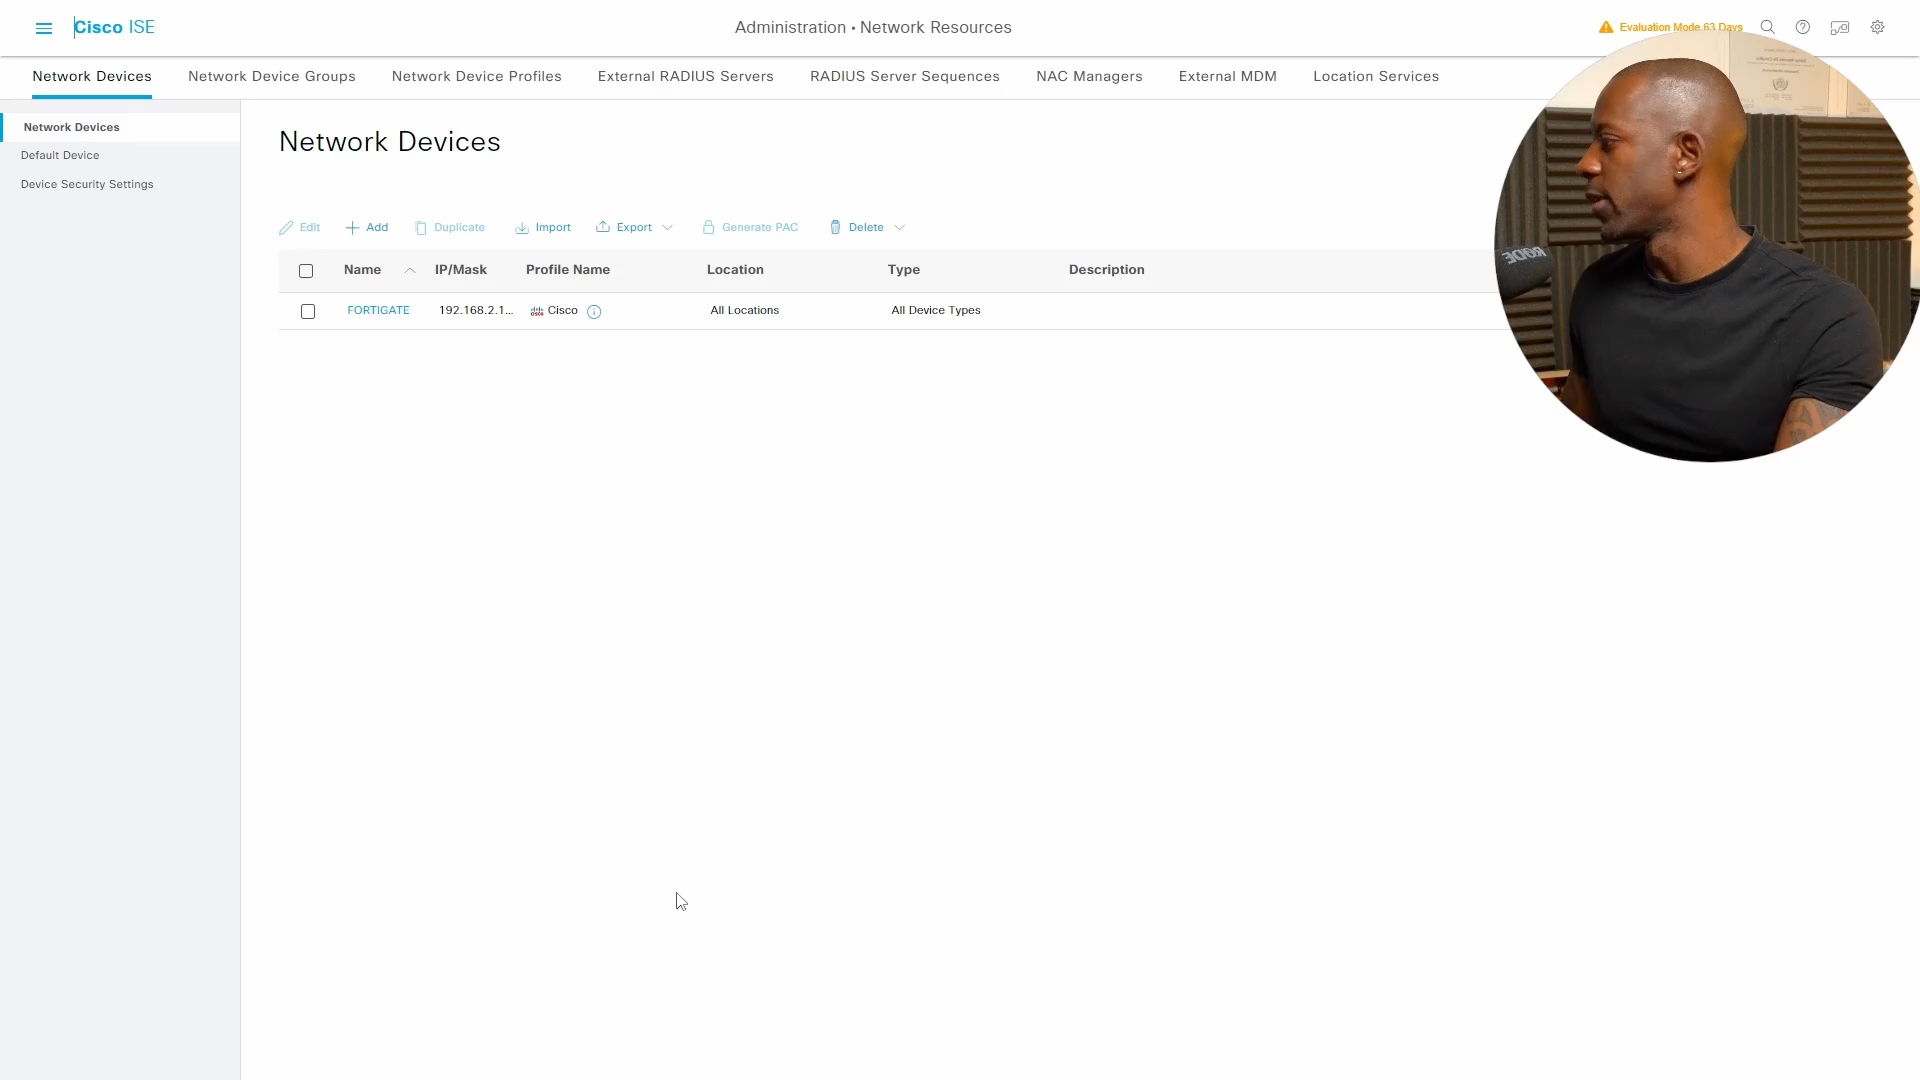 Cisco ISE
Administration • Network Resources
Evaluation Mode 63 Days
Network Devices
Network Device Groups
Network Device Profiles
External RADIUS Servers
RADIUS Server Sequences
NAC Managers
External MDM
Location Services
Network Devices
Default Device
Device Security Settings
Network Devices
Edit
Add
Duplicate
Import
Export
Generate PAC
Delete
Name IP/Mask Profile Name Location Type Description
FORTIGATE 192.168.2.1... Cisco All Locations All Device Types
RODE